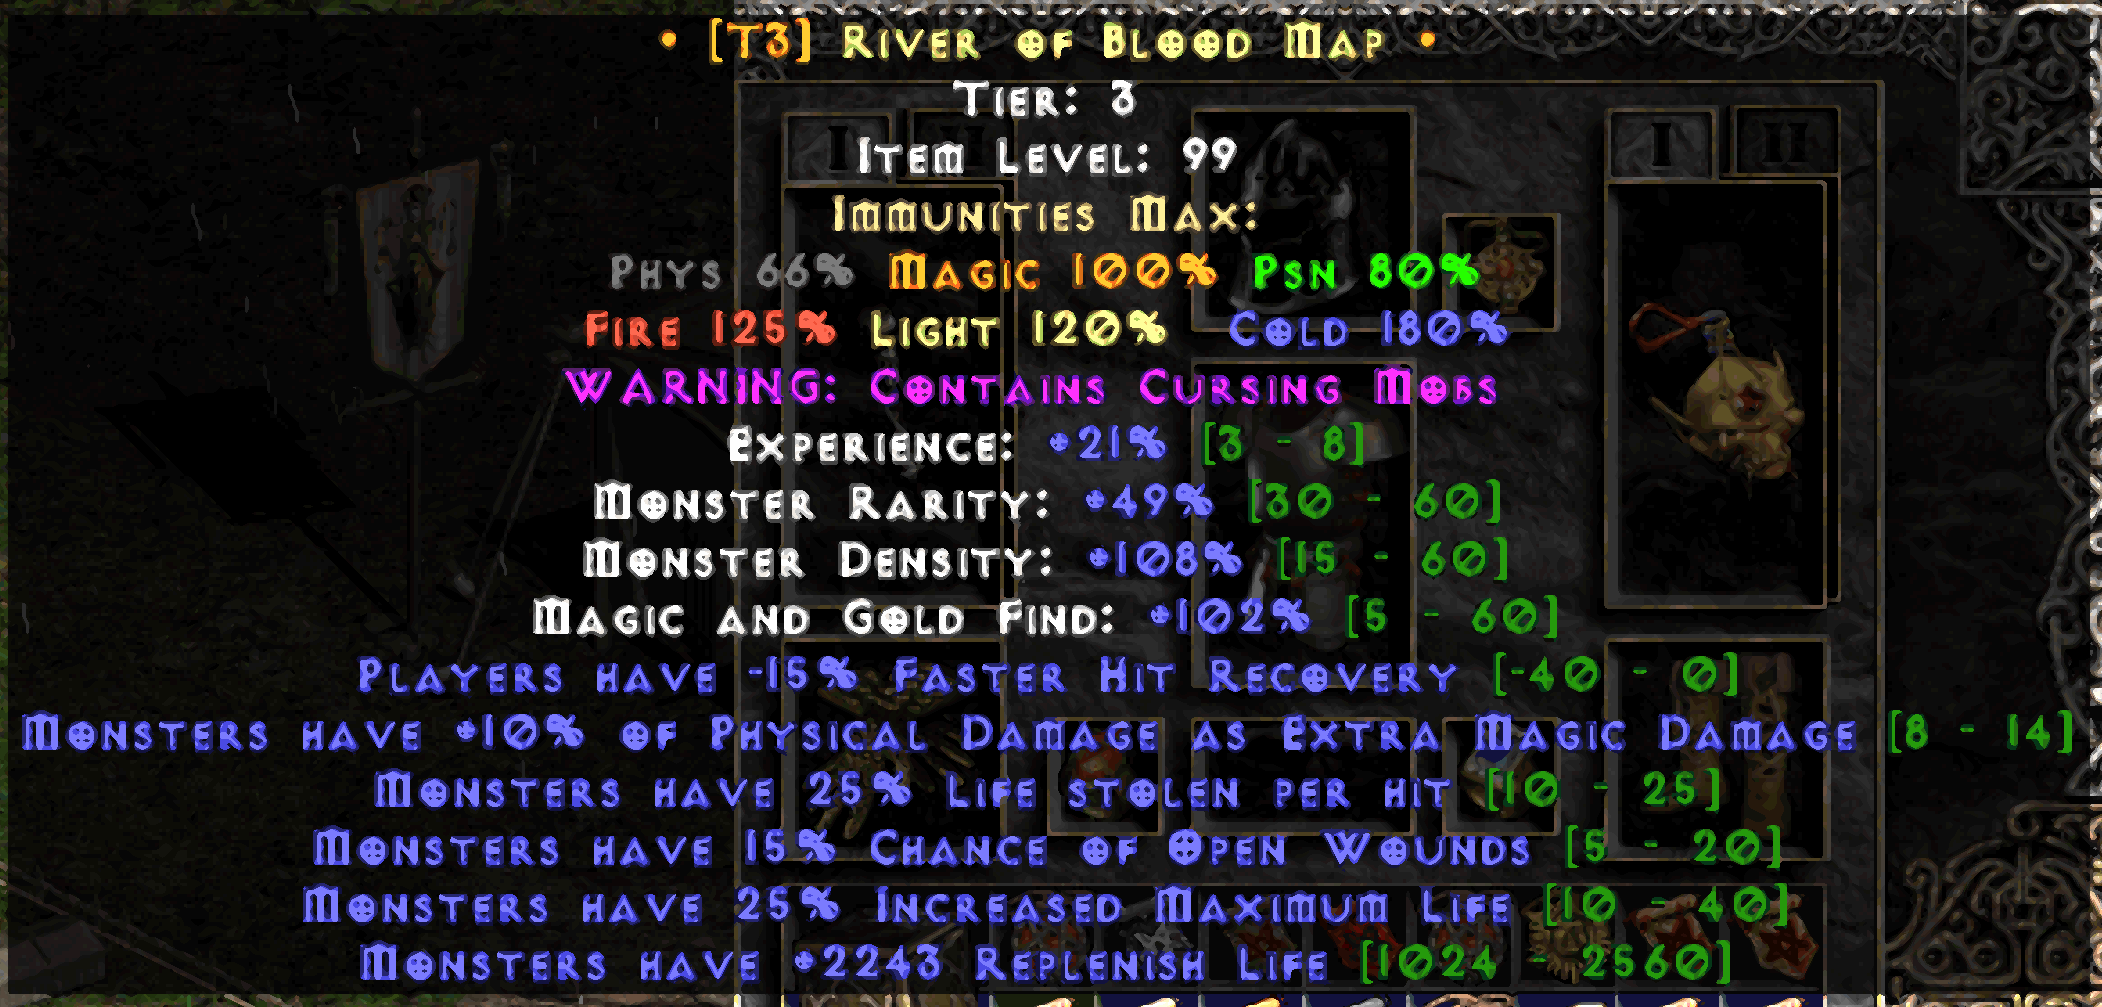 • [T3] River of Blood Map •
Tier: 3
Item Level: 99
Immunities Max:
Phys 66% Magic 100% Psn 80%
Fire 125% Light 120% Cold 180%
WARNING: Contains Cursing Mobs
Experience: +21% [3 - 8]
Monster Rarity: +49% [30 - 60]
Monster Density: +108% [15 - 60]
Magic and Gold Find: +102% [5 - 60]
Players have -15% Faster Hit Recovery [-40 - 0]
Monsters have +10% of Physical Damage as Extra Magic Damage [8 - 14]
Monsters have 25% Life stolen per hit [10 - 25]
Monsters have 15% Chance of Open Wounds [5 - 20]
Monsters have 25% Increased Maximum Life [10 - 40]
Monsters have +2243 Replenish Life [1024 - 2560]
I II
I II